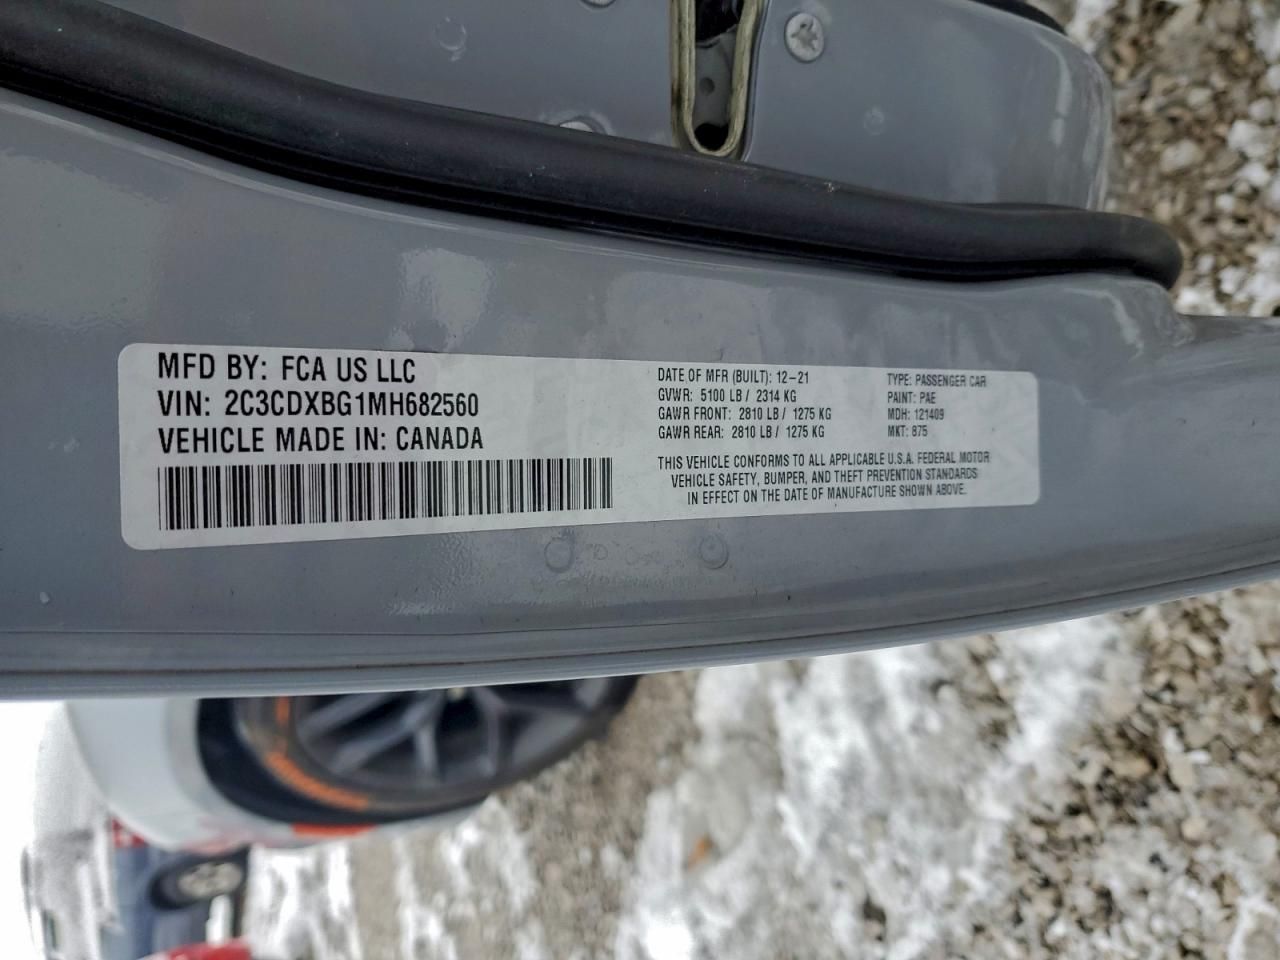 MFD BY: FCA US LLC
VIN: 2C3CDXBG1MH682560
VEHICLE MADE IN: CANADA
DATE OF MFR (BUILT): 12-21
GVWR: 5100 LB / 2314 KG
GAWR FRONT: 2810 LB / 1275 KG
GAWR REAR: 2810 LB / 1275 KG
TYPE: PASSENGER CAR
PAINT: PAE
MDH: 121409
MKT: 875
THIS VEHICLE CONFORMS TO ALL APPLICABLE U.S.A. FEDERAL MOTOR
VEHICLE SAFETY, BUMPER, AND THEFT PREVENTION STANDARDS
IN EFFECT ON THE DATE OF MANUFACTURE SHOWN ABOVE.